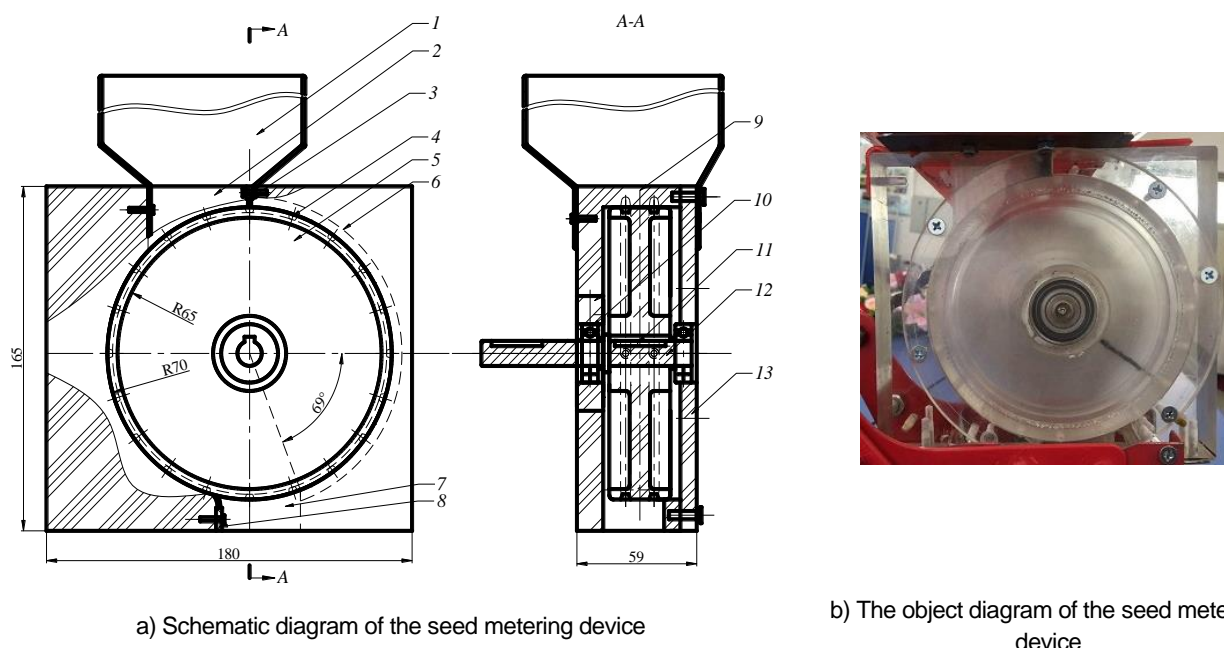 A
A-A
1
2
3
4
5
6
9
10
11
12
13
R65
R70
69°
165
7
8
180
59
A
a) Schematic diagram of the seed metering device
b) The object diagram of the seed
device